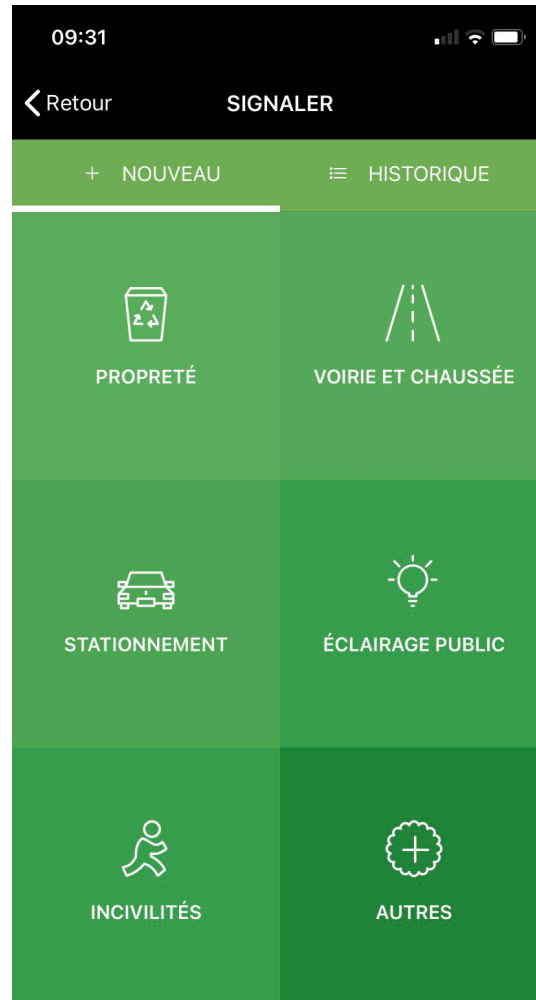 09:31
Retour
SIGNALER
+ NOUVEAU
HISTORIQUE
PROPRETÉ
VOIRIE ET CHAUSSÉE
STATIONNEMENT
ÉCLAIRAGE PUBLIC
INCIVILITÉS
AUTRES